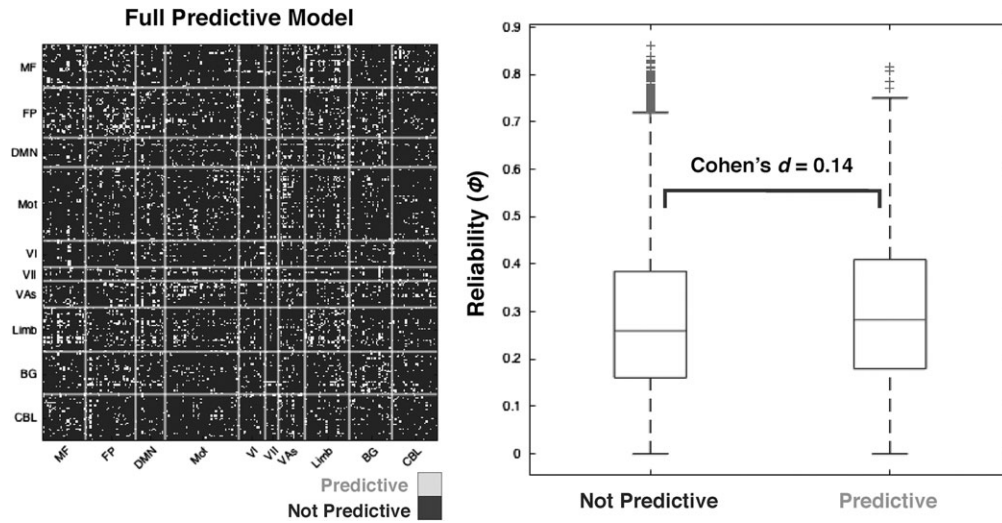 Full Predictive Model
MF
FP
DMN
Mot
VI
VII
VAs
Limb
BG
CBL
MF
FP
DMN
Mot
VI
VII
VAs
Limb
BG
CBL
Predictive
Not Predictive
Reliability (Φ)
0.9
0.8
0.7
0.6
0.5
0.4
0.3
0.2
0.1
0
Cohen's d = 0.14
Not Predictive
Predictive